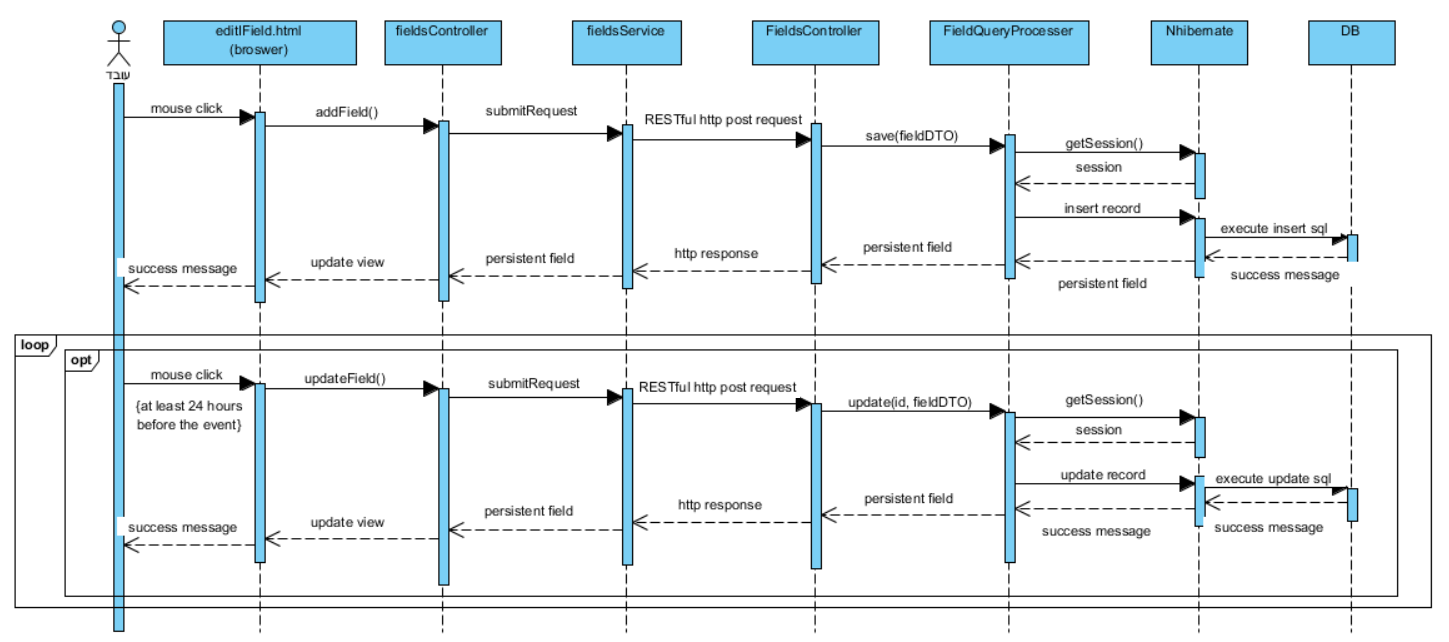 editIField.html
(broswer)
fieldsController
fieldsService
FieldsController
FieldQueryProcesser
Nhibernate
DB
עובד
mouse click
addField()
submitRequest
RESTful http post request
save(fieldDTO)
getSession()
session
insert record
execute insert sql
success message
persistent field
persistent field
http response
persistent field
update view
success message
loop
opt
mouse click
{at least 24 hours
before the event}
updateField()
submitRequest
RESTful http post request
update(id, fieldDTO)
getSession()
session
update record
execute update sql
success message
success message
persistent field
http response
persistent field
update view
success message